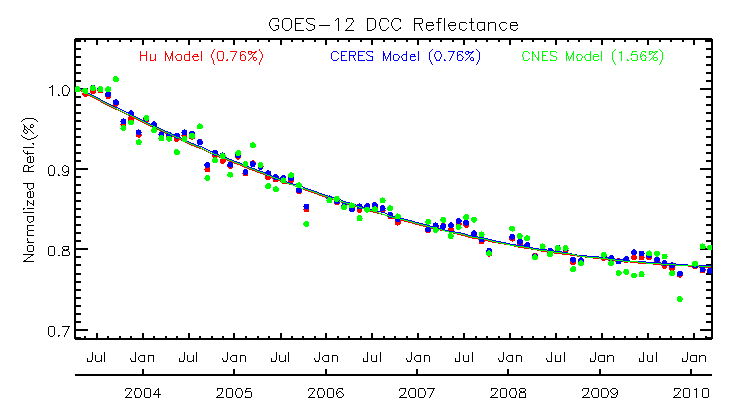 GOES-12 DCC Reflectance
Hu Model (0.76%) CERES Model (0.76%) CNES Model (1.56%)
Normalized Refl.(%)
1.0
0.9
0.8
0.7
Jul Jan Jul Jan Jul Jan Jul Jan Jul Jan Jul Jan Jul Jan
2004 2005 2006 2007 2008 2009 2010